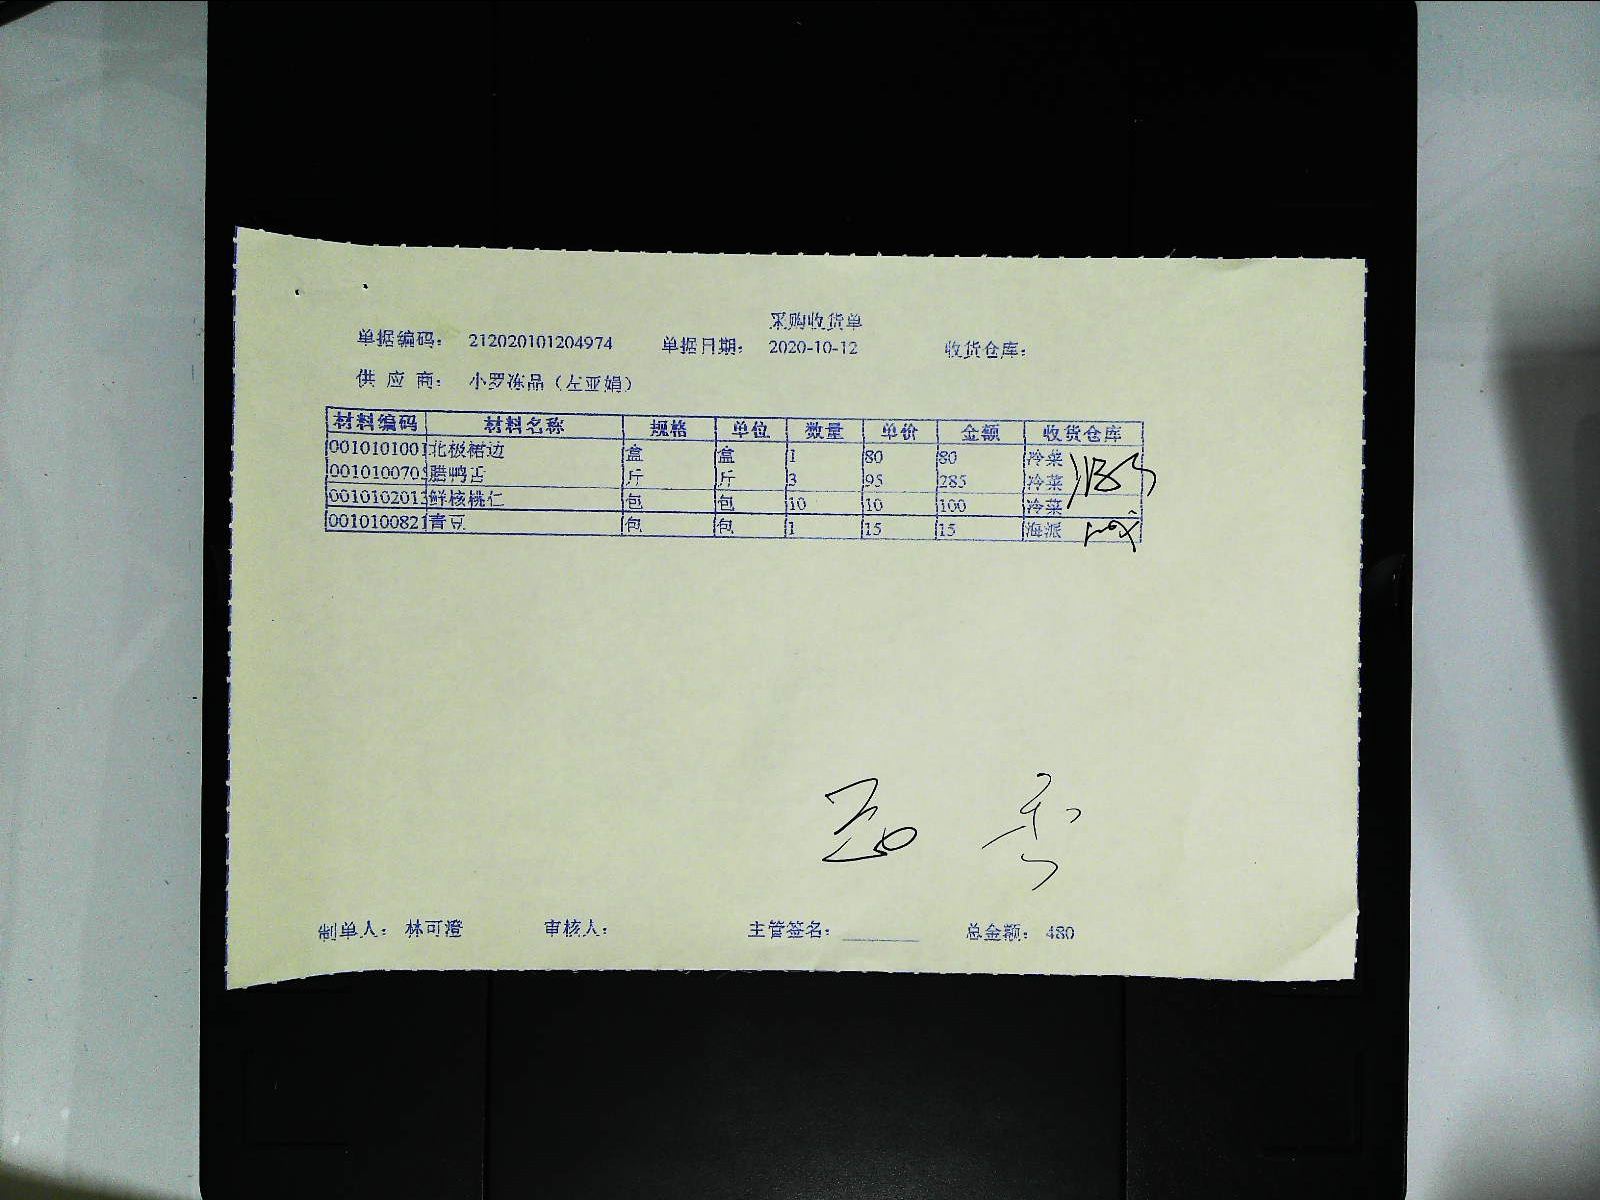 采购收货单
单据编码： 212020101204974 单据日期： 2020-10-12 收货仓库：
供 应 商： 小罗冻品（左亚娟）
材料编码 材料名称 规格 单位 数量 单价 金额 收货仓库
0010101001 北极裙边 盒 盒 1 80 80 冷菜
001010070 腊鸭舌 斤 斤 3 95 285 冷菜
001010201 鲜核桃仁 包 包 10 10 100 冷菜
0010100821 青豆 包 包 1 15 15 海派
制单人： 林可澄 审核人： 主管签名： 总金额： 480